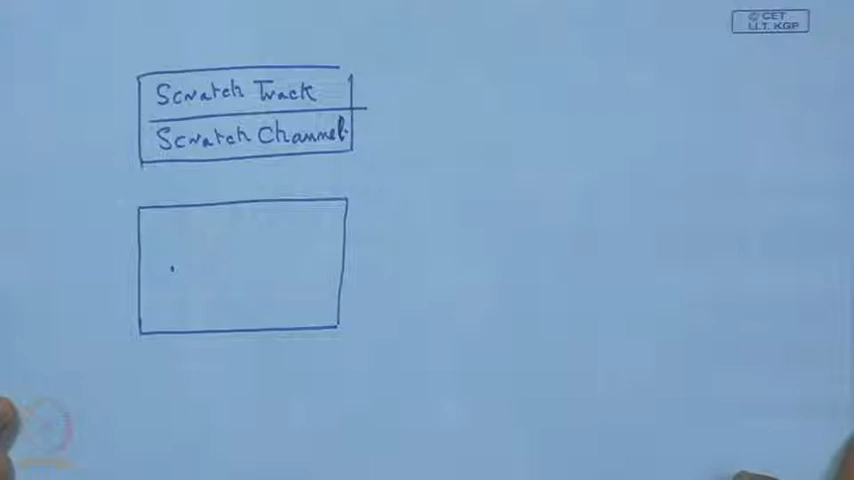 © CET
I.I.T. KGP
Scratch Track
Scratch Channel.